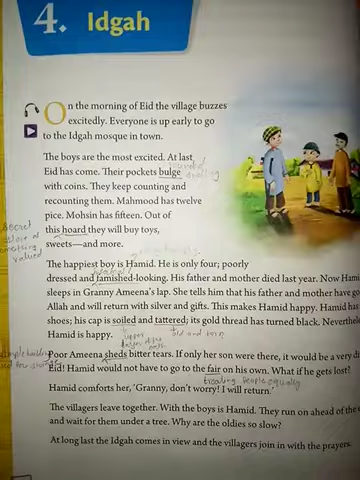 4. Idgah
On the morning of Eid the village buzzes
excitedly. Everyone is up early to go
to the Idgah mosque in town.
The boys are the most excited. At last
Eid has come. Their pockets bulge
with coins. They keep counting and
recounting them. Mahmood has twelve
pice. Mohsin has fifteen. Out of
this hoard they will buy toys,
sweets—and more.
secret
store of
something
valued
The happiest boy is Hamid. He is only four; poorly
dressed and famished-looking. His father and mother died last year. Now Hami
sleeps in Granny Ameena's lap. She tells him that his father and mother have go
Allah and will return with silver and gifts. This makes Hamid happy. Hamid has
shoes; his cap is soiled and tattered; its gold thread has turned black. Neverthele
Hamid is happy.
old and torn
Poor Ameena sheds bitter tears. If only her son were there, it would be a very di
Eid! Hamid would not have to go to the fair on his own. What if he gets lost?
treating people equally
Hamid comforts her, 'Granny, don't worry! I will return.'
The villagers leave together. With the boys is Hamid. They run on ahead of the
and wait for them under a tree. Why are the oldies so slow?
At long last the Idgah comes in view and the villagers join in with the prayers.